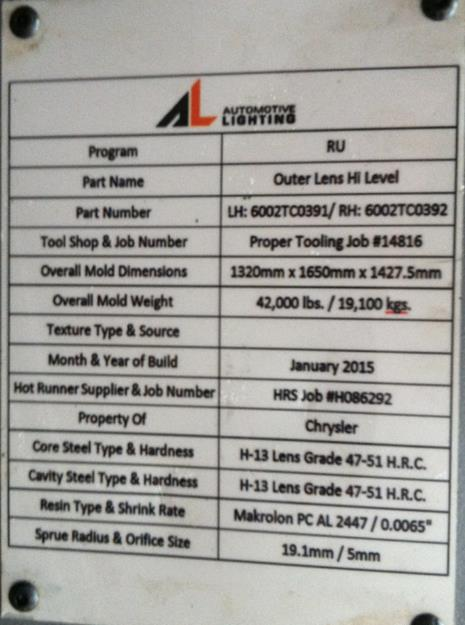 AL AUTOMOTIVE
LIGHTING
Program RU
Part Name Outer Lens Hi Level
Part Number LH: 6002TC0391/ RH: 6002TC0392
Tool Shop & Job Number Proper Tooling Job #14816
Overall Mold Dimensions 1320mm x 1650mm x 1427.5mm
Overall Mold Weight 42,000 lbs. / 19,100 kgs.
Texture Type & Source
Month & Year of Build January 2015
Hot Runner Supplier & Job Number HRS Job #H086292
Property Of Chrysler
Core Steel Type & Hardness H-13 Lens Grade 47-51 H.R.C.
Cavity Steel Type & Hardness H-13 Lens Grade 47-51 H.R.C.
Resin Type & Shrink Rate Makrolon PC AL 2447 / 0.0065"
Sprue Radius & Orifice Size 19.1mm / 5mm